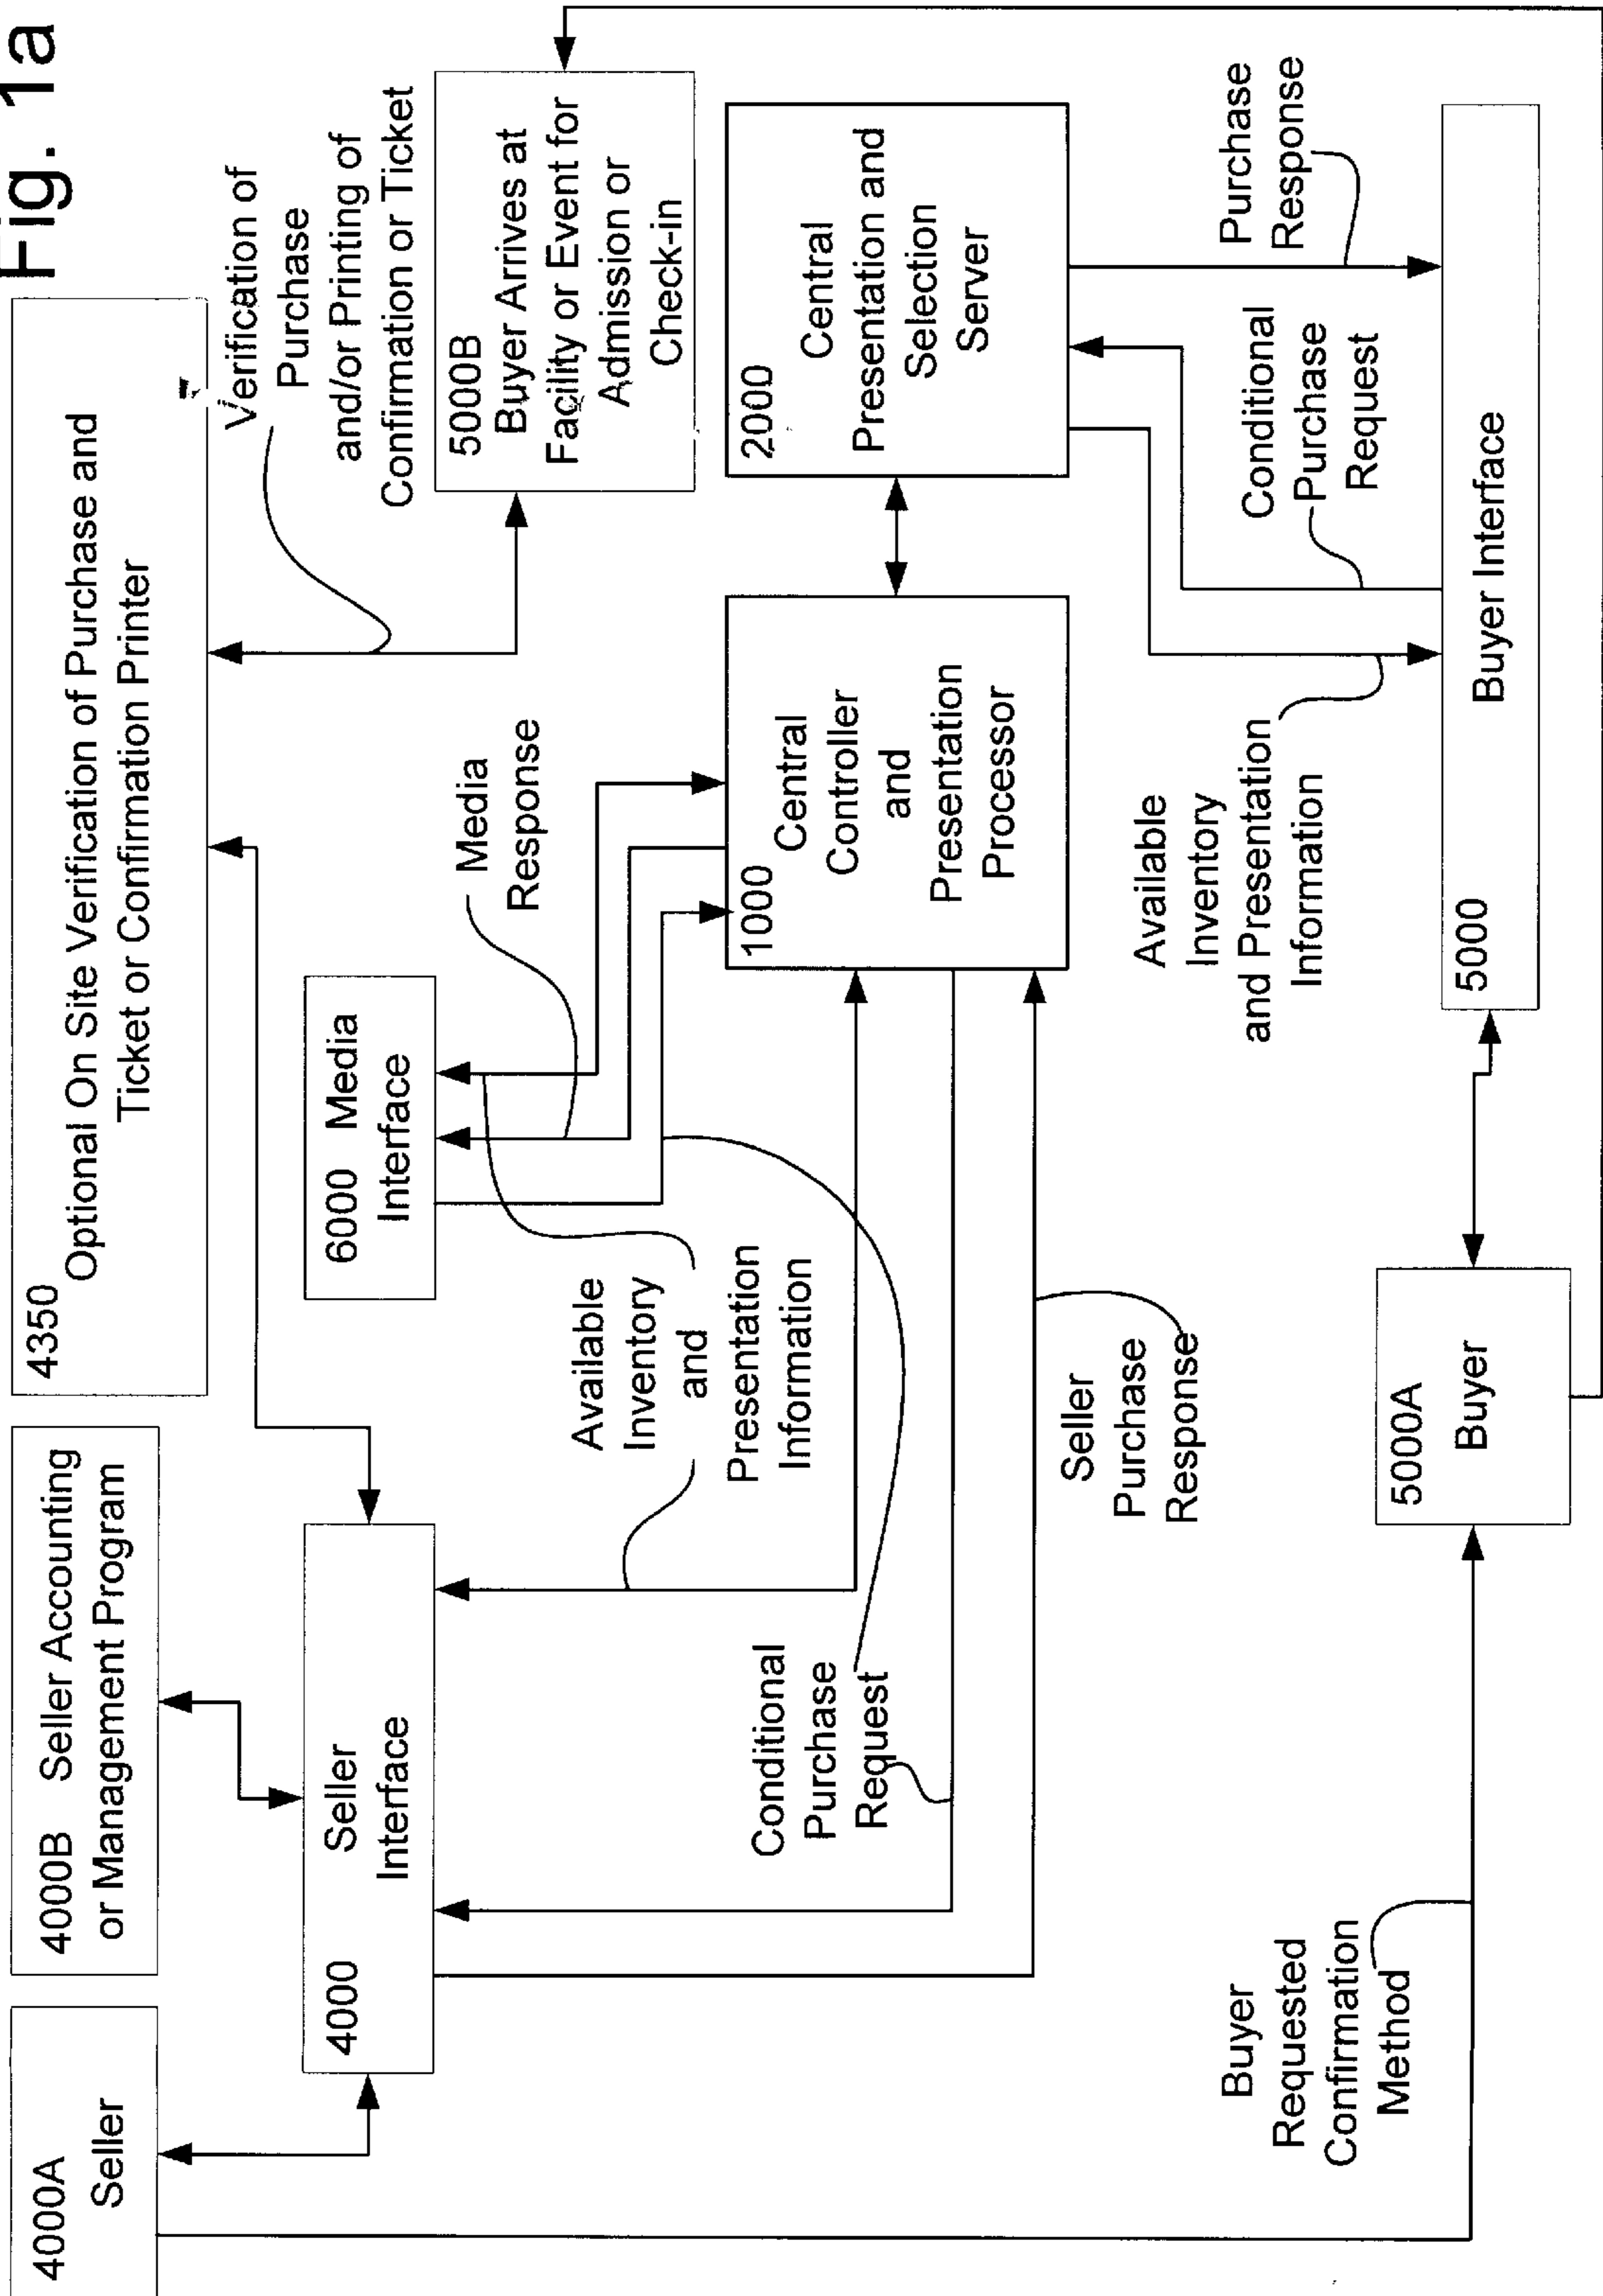 Fig. 1a
4000A
Seller
4000B Seller Accounting
or Management Program
4350
Optional On Site Verification of Purchase and
Ticket or Confirmation Printer
Verification of
Purchase
and/or Printing of
Confirmation or Ticket
4000
Seller
Interface
6000 Media
Interface
Media
Response
5000B
Buyer Arrives at
Facility or Event for
Admission or
Check-in
Available
Inventory
and
Presentation
Information
Conditional
Purchase
Request
Seller
Purchase
Response
1000
Central
Controller
and
Presentation
Processor
2000
Central
Presentation and
Selection
Server
Available
Inventory
and Presentation
Information
Conditional
Purchase
Request
Purchase
Response
Buyer
Requested
Confirmation
Method
5000A
Buyer
5000
Buyer Interface